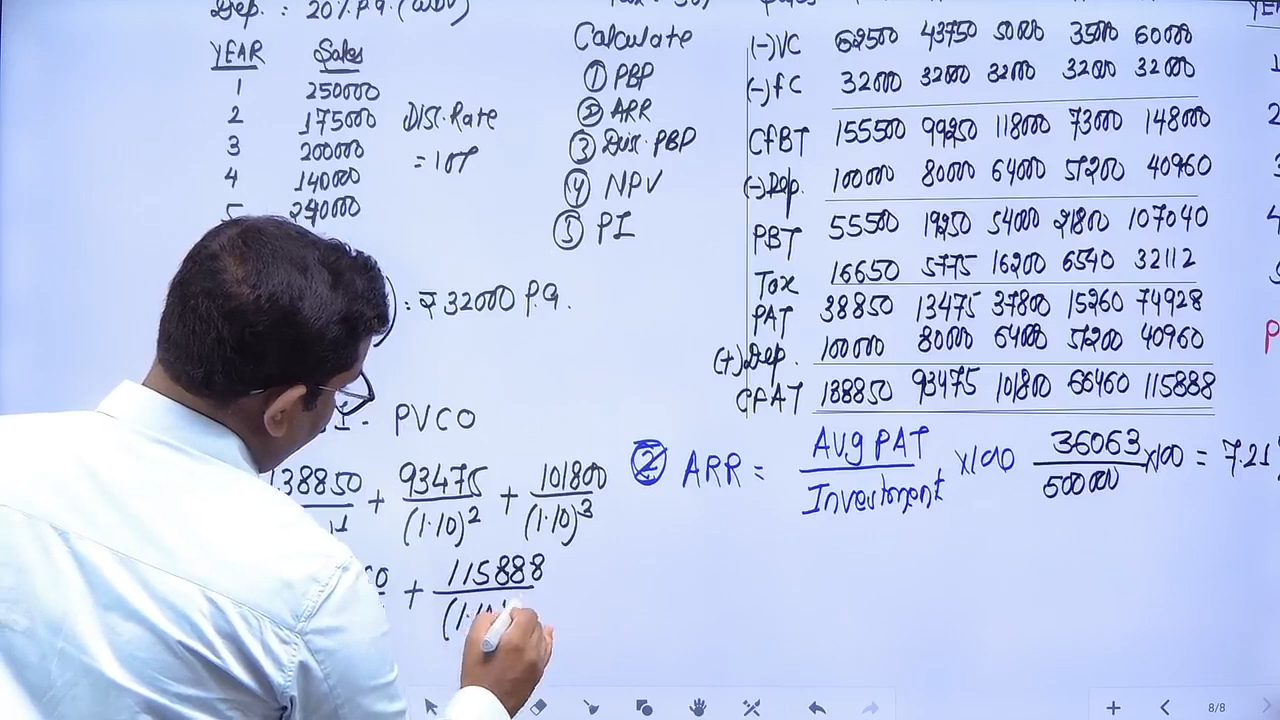 Dep. : 20% P.a. (WDV)
YEAR Sales
1 250000
2 175000
3 200000
4 140000
5 240000
Disc. Rate
= 10%
: ₹ 32000 P.a.
Calculate
① PBP
② ARR
③ Disc. PBP
④ NPV
⑤ PI
(-) VC 62500 43750 50000 35000 60000
(-) fC 32000 32000 32000 32000 32000
CfBT 155500 99250 118000 73000 148000
(-) Dep. 100000 80000 64000 51200 40960
PBT 55500 19250 54000 21800 107040
Tax 16650 5775 16200 6540 32112
PAT 38850 13475 37800 15260 74928
(+) Dep. 100000 80000 64000 51200 40960
CFAT 138850 93475 101800 66460 115888
- PVCO
138850 + 93475 + 101800
(1.10)² (1.10)³
+ 115888
② ARR = Avg PAT ×100 36063 ×100 = 7.21
Investment 500000
8/8